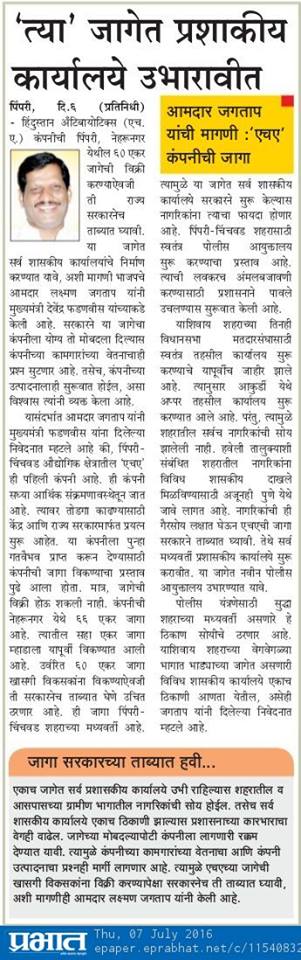 ‘त्या’ जागेत प्रशाकीय
कार्यालये उभारावीत
पिंपरी, दि.६ (प्रतिनिधी)
- हिंदुस्तान अँटिबायोटिक्स (एच.
ए.) कंपनीची पिंपरी, नेहरूनगर
येथील ६० एकर
जागेची विक्री
करण्याऐवजी
ती राज्य
सरकारनेच
ताब्यात घ्यावी.
या जागेत
सर्व शासकीय कार्यालयांचे निर्माण
करण्यात यावे, अशी मागणी भाजपचे
आमदार लक्ष्मण जगताप यांनी
मुख्यमंत्री देवेंद्र फडणवीस यांच्याकडे
केली आहे. सरकारने या जागेचा
कंपनीला योग्य तो मोबदला दिल्यास
कंपनीच्या कामगारांच्या वेतनाचाही
प्रश्न सुटणार आहे. तसेच, कंपनीच्या
उत्पादनालाही सुरूवात होईल, असा
विश्वास त्यांनी व्यक्त केला आहे.
यासंदर्भात आमदार जगताप यांनी
मुख्यमंत्री फडणवीस यांना दिलेल्या
निवेदनात म्हटले आहे की, पिंपरी-
चिंचवड औद्योगिक क्षेत्रातील ‘एचए’
ही पहिली कंपनी आहे. ही कंपनी
सध्या आर्थिक संक्रमणावस्थेतून जात
आहे. त्यावर तोडगा काढण्यासाठी
केंद्र आणि राज्य सरकारमार्फत प्रयत्न
सुरू आहेत. या कंपनीला पुन्हा
गतवैभव प्राप्त करून देण्यासाठी
कंपनीची जागा विकण्याचा प्रस्ताव
पुढे आला होता. मात्र, जागेची
विक्री होऊ शकली नाही. कंपनीची
नेहरूनगर येथे ६६ एकर जागा
आहे. त्यातील सहा एकर जागा
म्हाडाला यापूर्वी विकण्यात आली
आहे. उर्वरित ६० एकर जागा
खासगी विकसकांना विकण्याऐवजी
ती सरकारनेच ताब्यात घेणे उचित
ठरणार आहे. ही जागा पिंपरी-
चिंचवड शहराच्या मध्यवर्ती आहे.
आमदार जगताप
यांची मागणी :‘एचए’
कंपनीची जागा
त्यामुळे या जागेत सर्व शासकिय
कार्यालये सरकारने सुरू केल्यास
नागरिकांना त्याचा फायदा होणार
आहे. पिंपरी-चिंचवड शहरासाठी
स्वतंत्र पोलीस आयुक्तालय
सुरू करण्याचा प्रस्ताव आहे.
त्याची लवकरच अंमलबजावणी
करण्यासाठी प्रशासनाने पावले
उचलण्यास सुरूवात केली आहे.
याशिवाय शहराच्या तिनही
विधानसभा मतदारसंघासाठी
स्वतंत्र तहसील कार्यालय सुरू
करण्याचे यापूर्वीच जाहीर झाले
आहे. त्यानुसार आकुर्डी येथे
अप्पर तहसील कार्यालय सुरू
करण्यात आले आहे. परंतु, त्यामुळे
शहरातील सर्वच नागरिकांची सोय
झालेली नाही. हवेली तालुक्याशी
संबंधित शहरातील नागरिकांना
विविध शासकीय दाखले
मिळविण्यासाठी अजूनही पुणे येथे
जावे लागत आहे. नागरिकांची ही
गैरसोय लक्षात घेऊन एचएची जागा
सरकारने ताब्यात घ्यावी. तेथे सर्व
मध्यवर्ती प्रशासकीय कार्यालये सुरू
करावीत. या जागेत नवीन पोलीस
आयुक्तालय उभारण्यात यावे.
पोलीस यंत्रणेसाठी सुद्धा
शहराच्या मध्यवर्ती असणारे हे
ठिकाण सोयीचे ठरणार आहे.
याशिवाय शहराच्या वेगवेगळ्या
भागात भाड्याच्या जागेत असणारी
विविध शासकीय कार्यालये एकाच
ठिकाणी आणता येतील, असेही
जगताप यांनी दिलेल्या निवेदनात
म्हटले आहे.
जागा सरकारच्या ताब्यात हवी...
एकाच जागेत सर्व प्रशासकीय कार्यालये उभी राहिल्यास शहरातील व
आसपासच्या ग्रामीण भागातील नागरिकांची सोय होईल. तसेच सर्व
शासकीय कार्यालये एकाच ठिकाणी झाल्यास प्रशासनाच्या कारभाराचा
वेगही वाढेल. जागेच्या मोबदल्यापोटी कंपनीला लागणारी रक्कम
देण्यात यावी. त्यामुळे कंपनीच्या कामगारांच्या वेतनाचा आणि कंपनी
उत्पादनाचा प्रश्नही मार्गी लागणार आहे. त्यामुळे एचएच्या जागेची
खासगी विकसकांना विक्री करण्यापेक्षा सरकारनेच ती ताब्यात घ्यावी,
अशी मागणीही आमदार लक्ष्मण जगताप यांनी केली आहे.
प्रभात
Thu, 07 July 2016
epaper.eprabhat.net/c/11540832